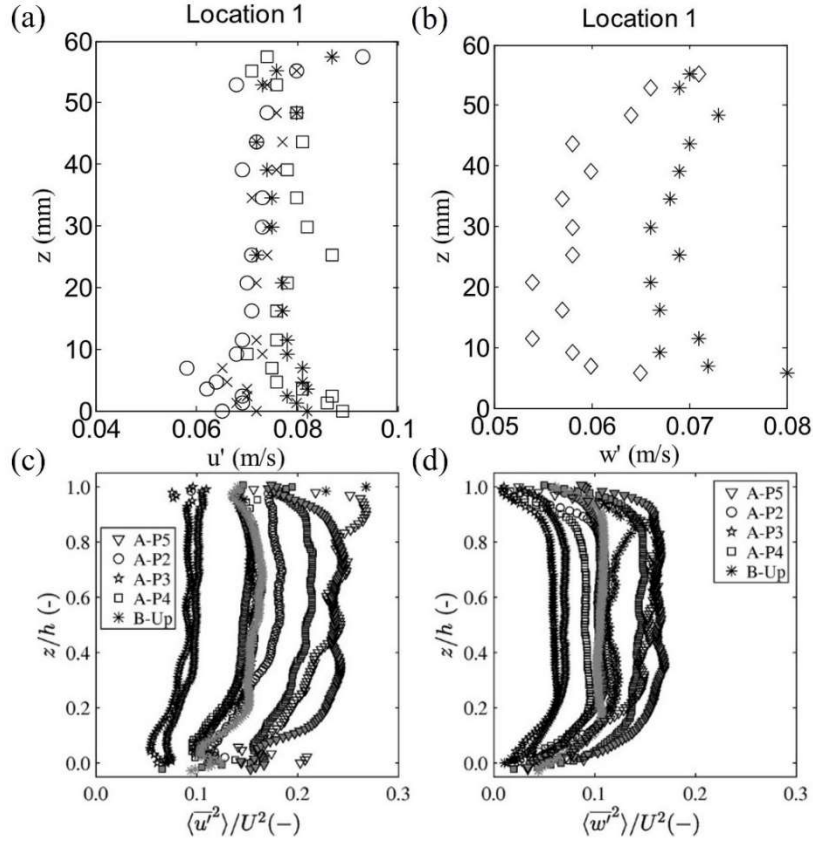 (a) Location 1
60
50
40
30
20
10
0
z (mm)
0.04 0.06 0.08 0.1
u' (m/s)
(b) Location 1
60
50
40
30
20
10
0
z (mm)
0.05 0.06 0.07 0.08
w' (m/s)
(c)
1.0
0.8
0.6
0.4
0.2
0.0
z/h (-)
A-P5
A-P2
A-P3
A-P4
B-Up
0.0 0.1 0.2 0.3
⟨u'²⟩/U²(−)
(d)
1.0
0.8
0.6
0.4
0.2
0.0
z/h (-)
A-P5
A-P2
A-P3
A-P4
B-Up
0.0 0.1 0.2 0.3
⟨w'²⟩/U²(−)